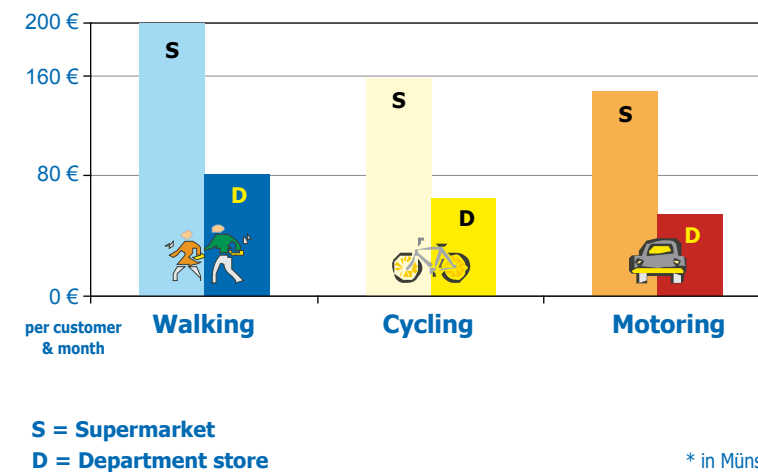 200 €
S
160 €
S
S
80 €
D
D
D
0 €
per customer
& month
Walking
Cycling
Motoring
S = Supermarket
D = Department store
* in